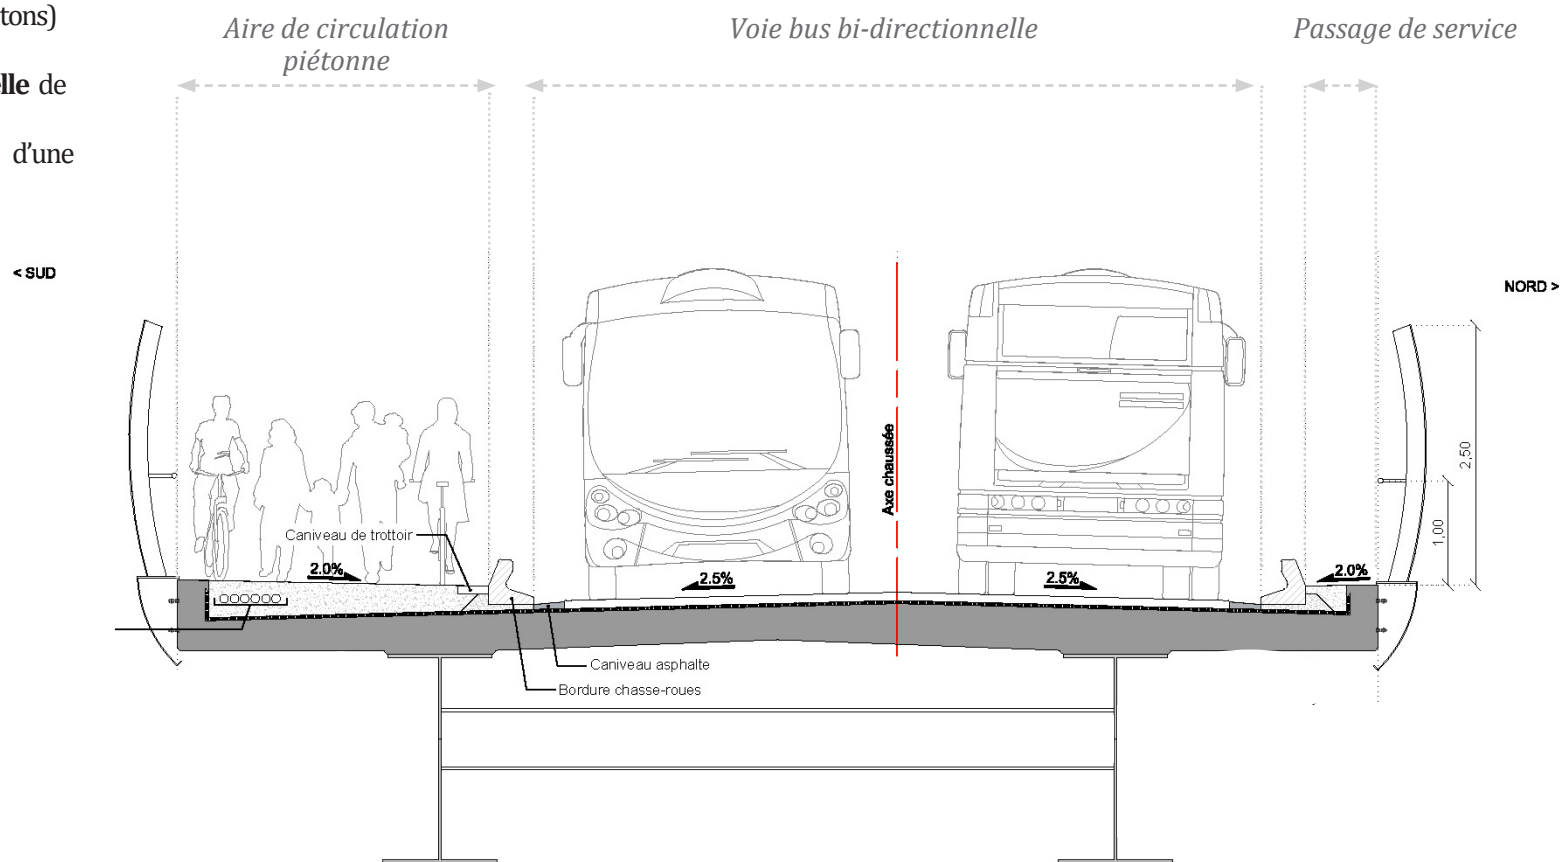 tons)
elle de
d'une
Aire de circulation
piétonne
Voie bus bi-directionnelle
Passage de service
< SUD
NORD >
Axe chaussée
2,50
1,00
Caniveau de trottoir
2.0%
2.5%
2.5%
2.0%
Caniveau asphalte
Bordure chasse-roues